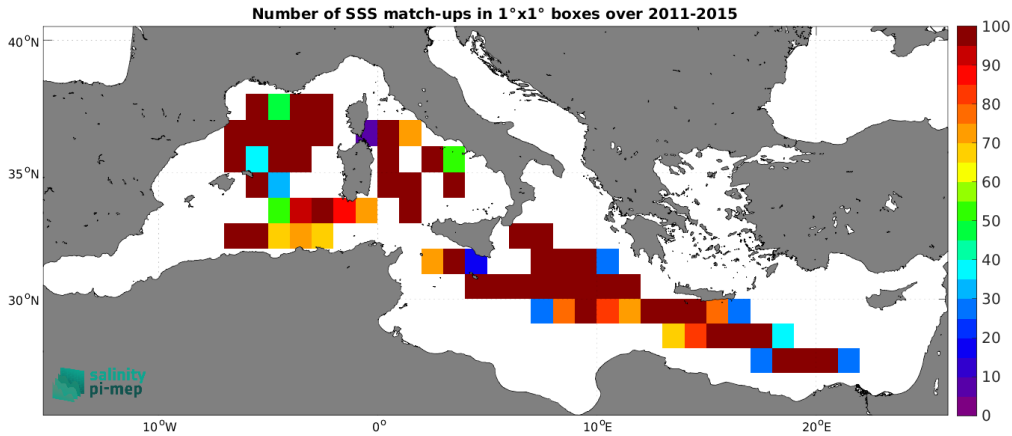 Number of SSS match-ups in 1°x1° boxes over 2011-2015
40°N
35°N
30°N
10°W
0°
10°E
20°E
100
90
80
70
60
50
40
30
20
10
0
salinity
pi-mep